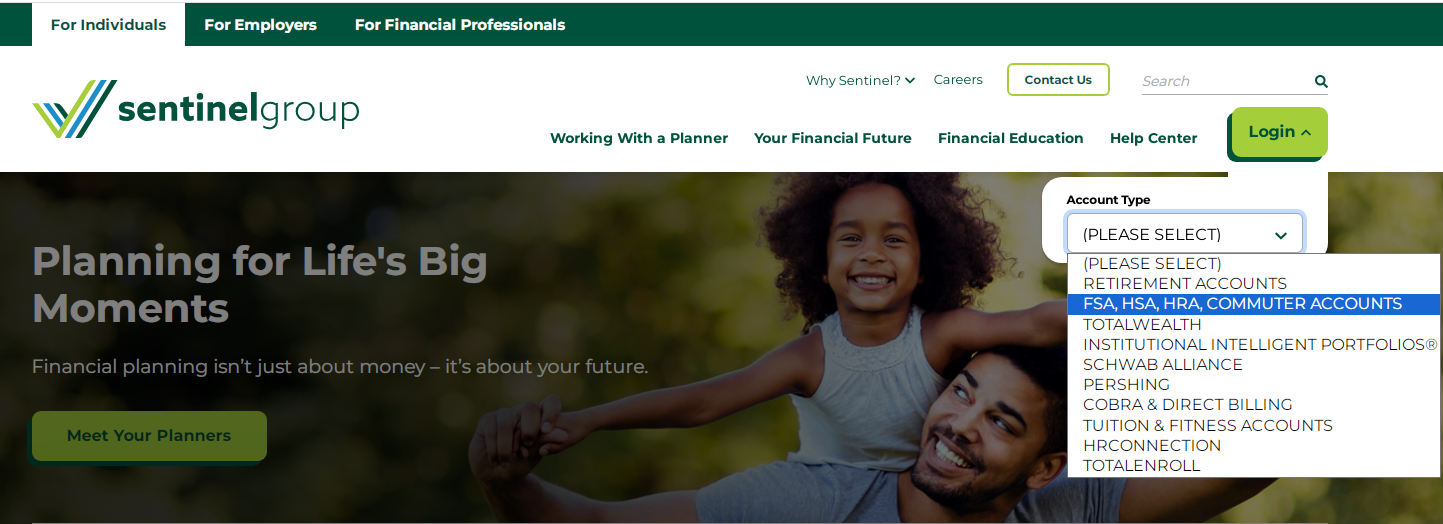 For Individuals For Employers For Financial Professionals
Why Sentinel? Careers Contact Us Search
sentinelgroup
Working With a Planner Your Financial Future Financial Education Help Center Login
Account Type
(PLEASE SELECT)
(PLEASE SELECT)
RETIREMENT ACCOUNTS
FSA, HSA, HRA, COMMUTER ACCOUNTS
TOTALWEALTH
INSTITUTIONAL INTELLIGENT PORTFOLIOS®
SCHWAB ALLIANCE
PERSHING
COBRA & DIRECT BILLING
TUITION & FITNESS ACCOUNTS
HRCONNECTION
TOTALENROLL
Planning for Life's Big
Moments
Financial planning isn’t just about money – it’s about your future.
Meet Your Planners